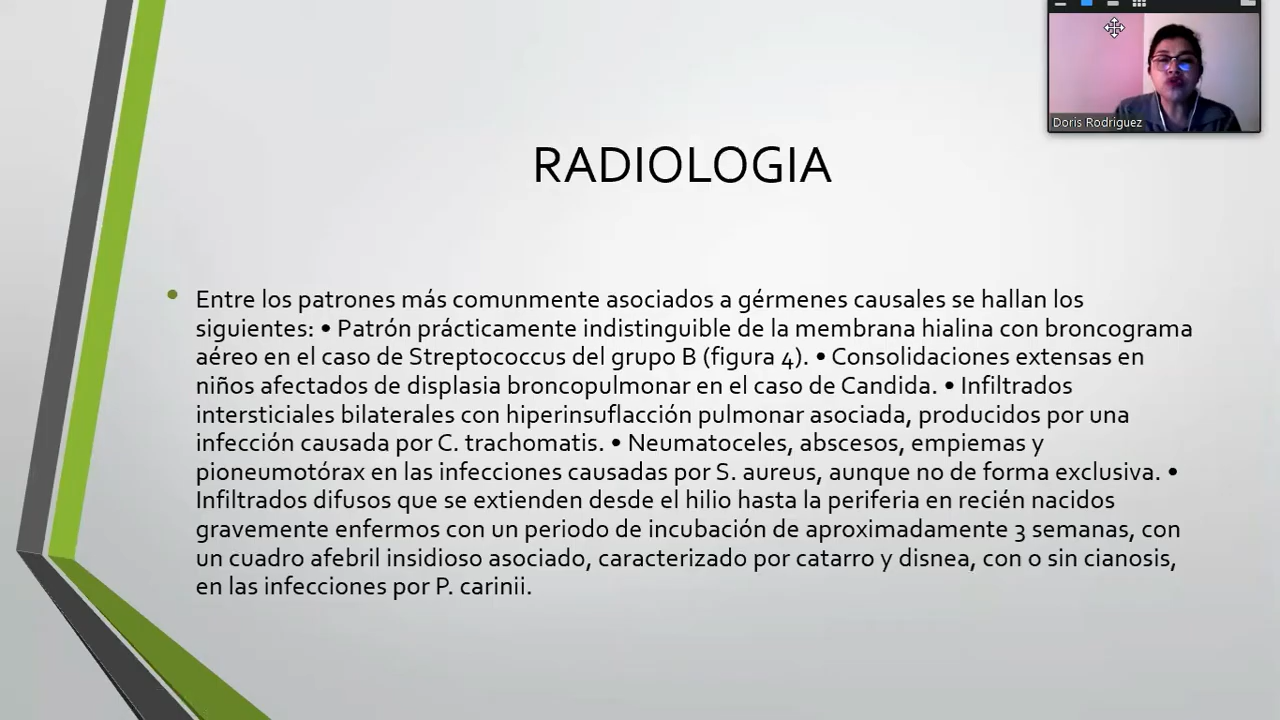 Doris Rodriguez
RADIOLOGIA
• Entre los patrones más comunmente asociados a gérmenes causales se hallan los
siguientes: • Patrón prácticamente indistinguible de la membrana hialina con broncograma
aéreo en el caso de Streptococcus del grupo B (figura 4). • Consolidaciones extensas en
niños afectados de displasia broncopulmonar en el caso de Candida. • Infiltrados
intersticiales bilaterales con hiperinsuflacción pulmonar asociada, producidos por una
infección causada por C. trachomatis. • Neumatoceles, abscesos, empiemas y
pioneumotórax en las infecciones causadas por S. aureus, aunque no de forma exclusiva. •
Infiltrados difusos que se extienden desde el hilio hasta la periferia en recién nacidos
gravemente enfermos con un periodo de incubación de aproximadamente 3 semanas, con
un cuadro afebril insidioso asociado, caracterizado por catarro y disnea, con o sin cianosis,
en las infecciones por P. carinii.